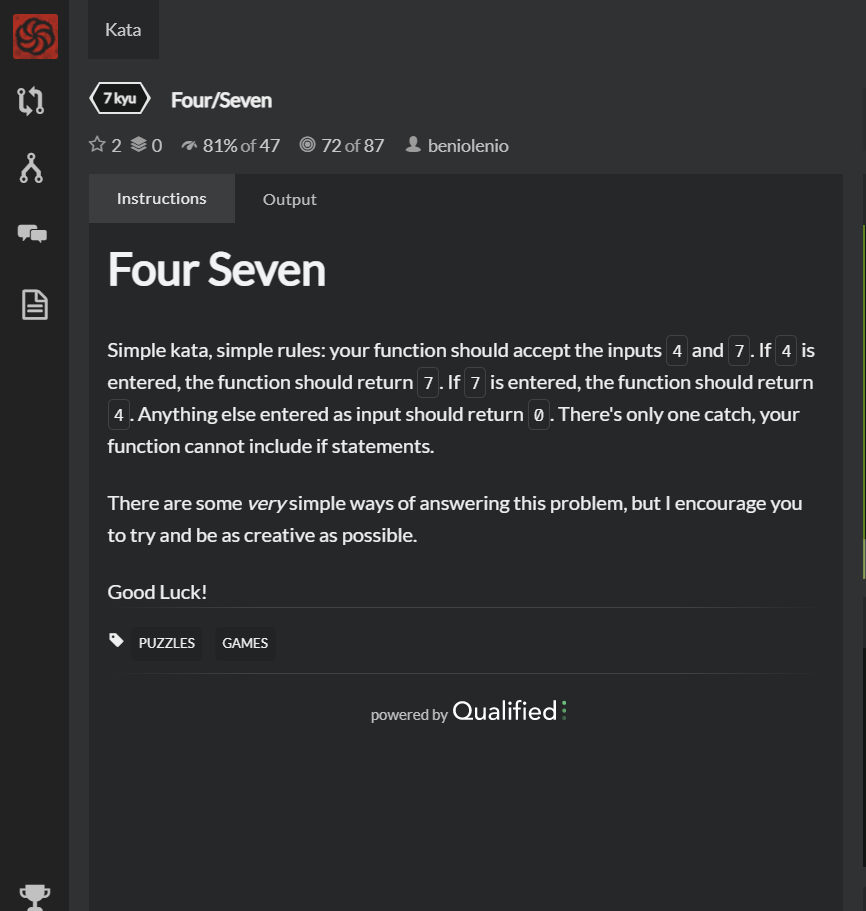 Kata
7 kyu Four/Seven
2 0 81% of 47 72 of 87 beniolenio
Instructions Output
Four Seven
Simple kata, simple rules: your function should accept the inputs 4 and 7. If 4 is
entered, the function should return 7. If 7 is entered, the function should return
4. Anything else entered as input should return 0. There's only one catch, your
function cannot include if statements.
There are some very simple ways of answering this problem, but I encourage you
to try and be as creative as possible.
Good Luck!
PUZZLES GAMES
powered by Qualified